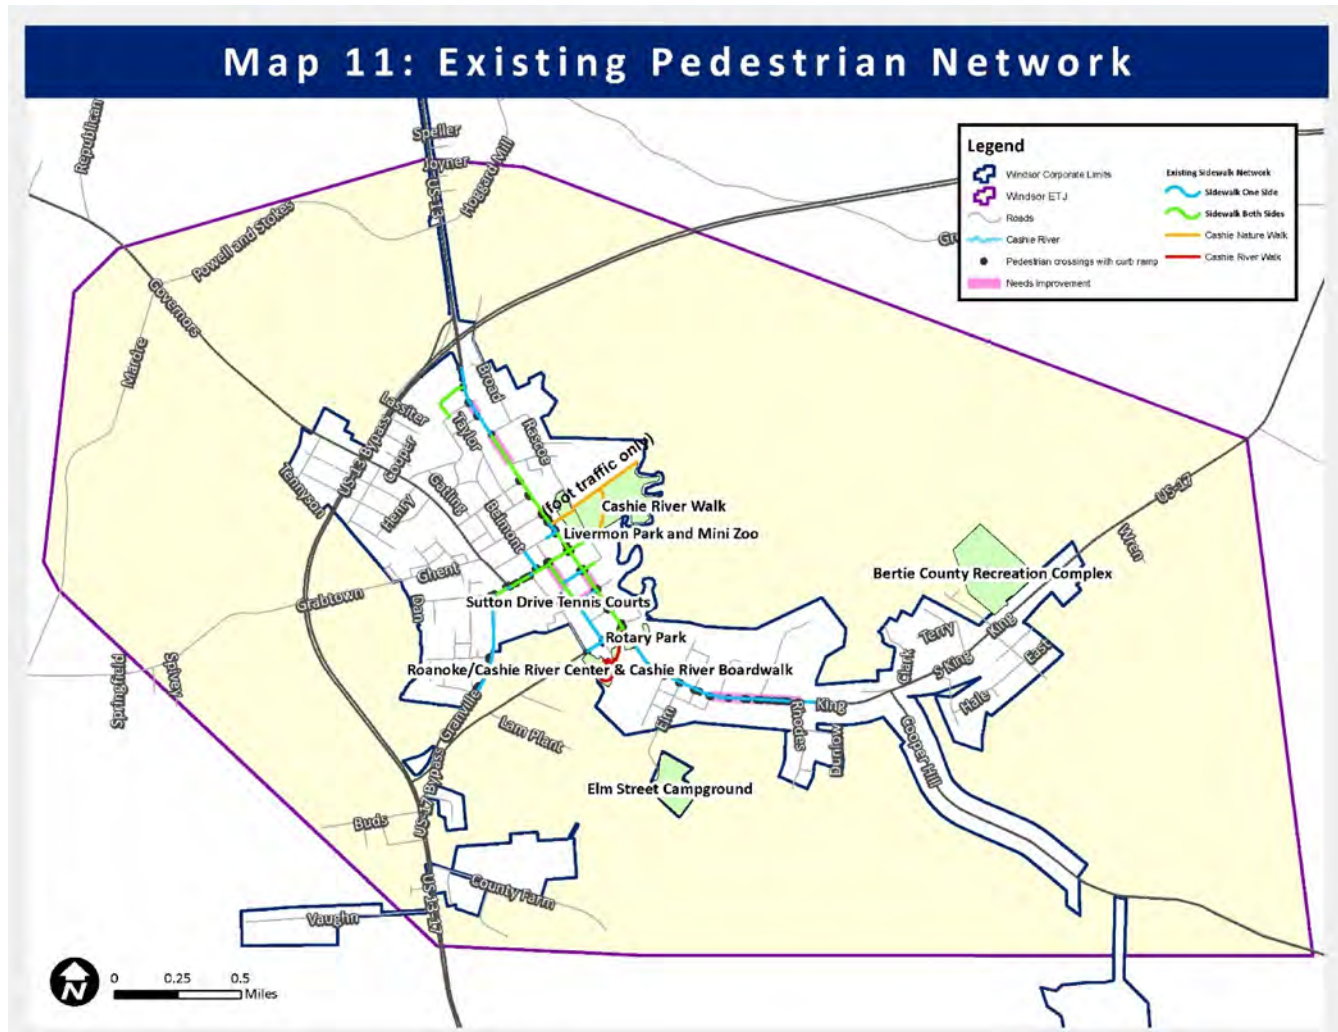 Map 11: Existing Pedestrian Network
Legend
Windsor Corporate Limits
Windsor ETJ
Roads
Cashie River
Pedestrian crossings with curb ramp
Needs Improvement
Existing Sidewalk Network
Sidewalk One Side
Sidewalk Both Sides
Cashie Nature Walk
Cashie River Walk
Republican
Speller
Joyner
US-13
Hoggard Mill
Powell and Stokes
Governors
Mardre
Broad
Lassiter
Taylor
Rascoe
US-13 Bypass
Cooper
Tennyson
Gatling
Henry
Belmont
(foot traffic only)
Cashie River Walk
Livermon Park and Mini Zoo
US-17
Wren
Bertie County Recreation Complex
Ghent
Grabtown
Dan
Sutton Drive Tennis Courts
Rotary Park
Terry
King
Clark
S King
East
Hale
Springfield
Savey
Roanoke/Cashie River Center & Cashie River Boardwalk
Granville
Lam Plant
Elm
Rhodes
King
Dunlow
Cooper Hill
Elm Street Campground
US-17 Bypass
Buds
County Farm
US-13-17
Vaughn
N
0 0.25 0.5
Miles